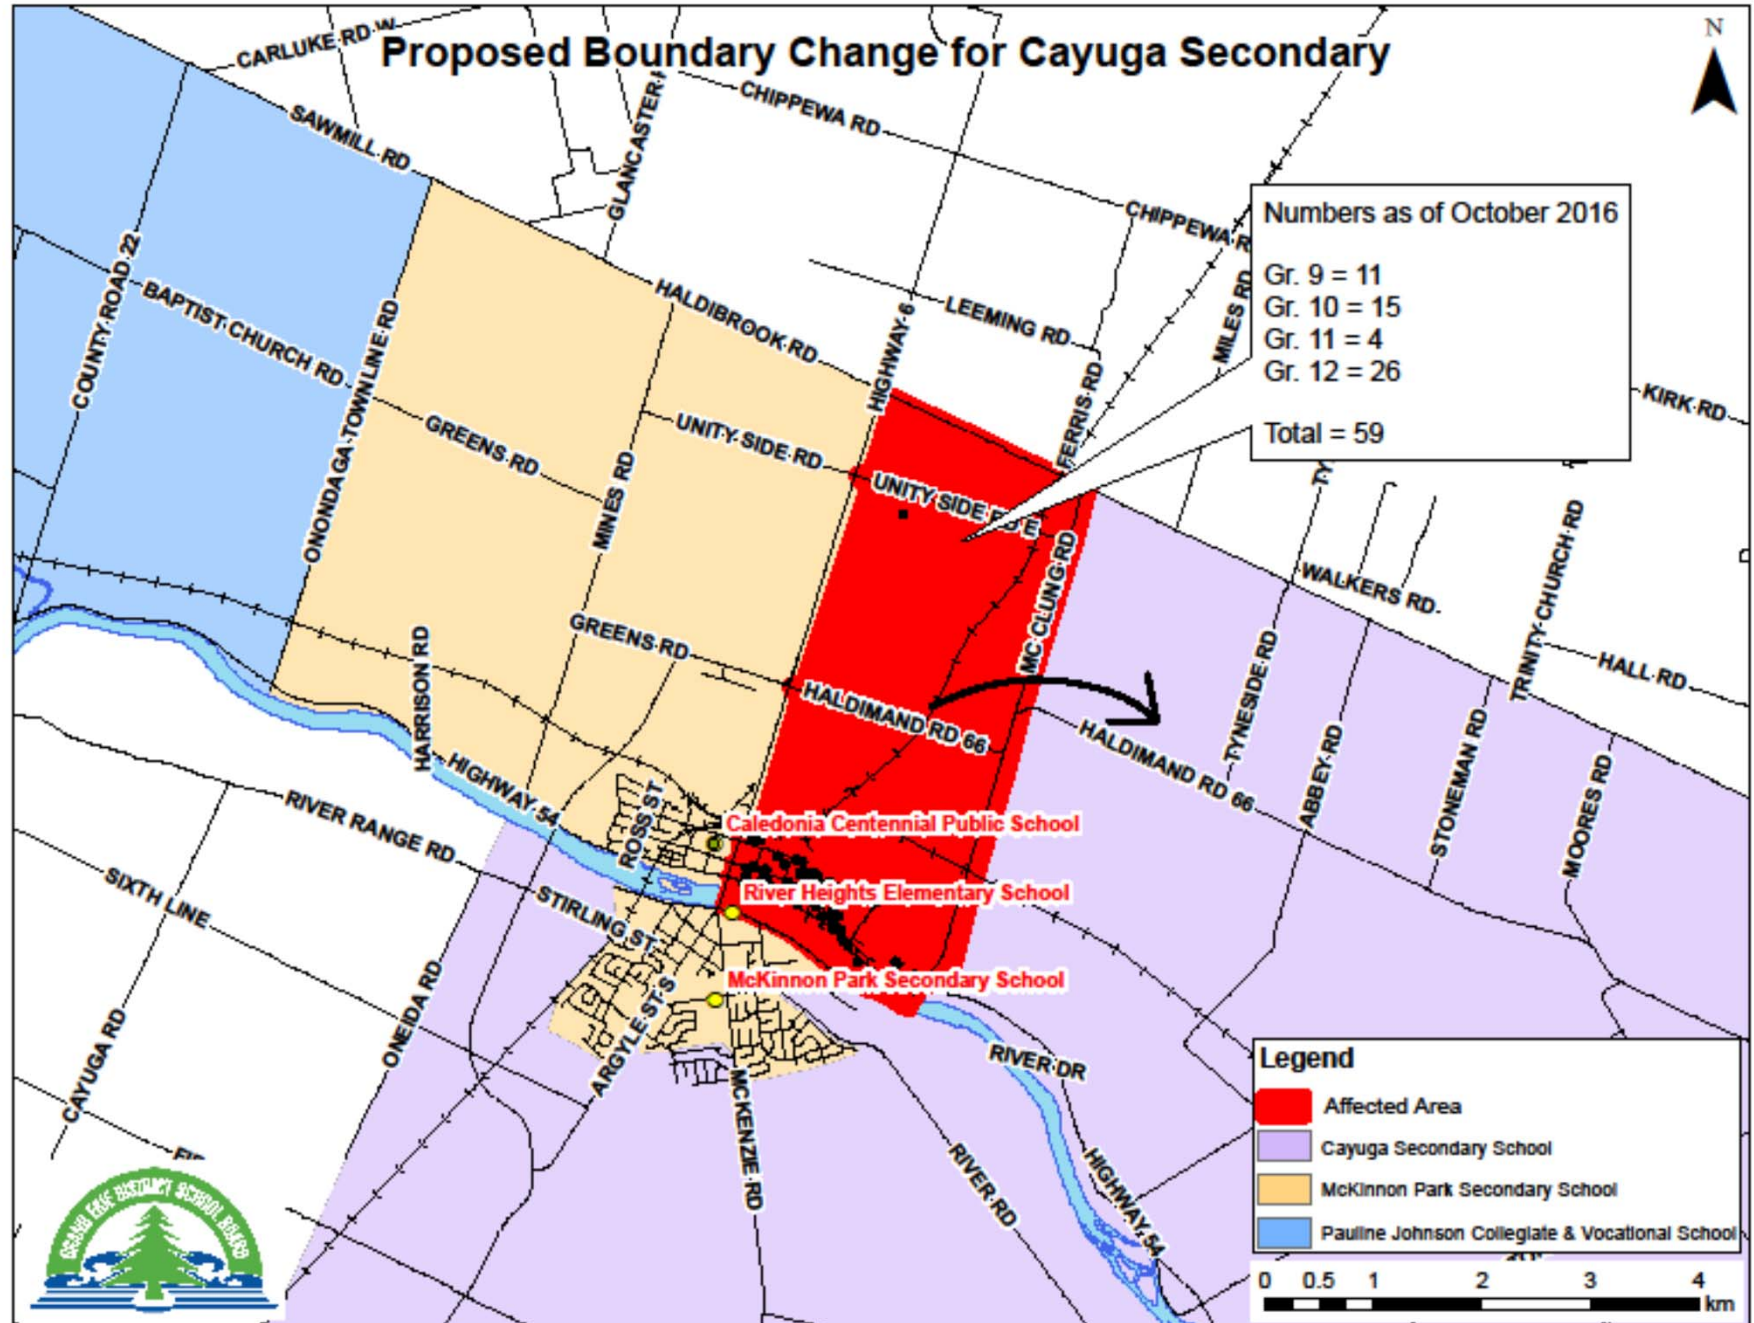 Proposed Boundary Change for Cayuga Secondary
N
CARLUKE RD W
SAWMILL RD
CHIPPEWA RD
CHIPPEWA R
Numbers as of October 2016
Gr. 9 = 11
Gr. 10 = 15
Gr. 11 = 4
Gr. 12 = 26
Total = 59
COUNTY ROAD 22
BAPTIST CHURCH RD
ONONDAGA TOWNLINE RD
HALDIBROOK RD
HIGHWAY 6
LEEMING RD
MILES RD
FERRIS RD
KIRK RD
GREENS RD
MINES RD
UNITY SIDE RD
UNITY SIDE RD E
MC CLUNG RD
TY
WALKERS RD
TRINITY CHURCH RD
HALL RD
GREENS RD
HARRISON RD
HALDIMAND RD 66
HALDIMAND RD 66
TYNESIDE RD
ABBEY RD
STONEMAN RD
MOORES RD
HIGHWAY 54
RIVER RANGE RD
ROSS ST
Caledonia Centennial Public School
River Heights Elementary School
McKinnon Park Secondary School
SIXTH LINE
STIRLING ST
ONEIDA RD
ARGYLE ST S
CAYUGA RD
MCKENZIE RD
RIVER DR
RIVER RD
HIGHWAY 54
Legend
Affected Area
Cayuga Secondary School
McKinnon Park Secondary School
Pauline Johnson Collegiate & Vocational School
0 0.5 1 2 3 4
km
GRAND ERIE DISTRICT SCHOOL BOARD